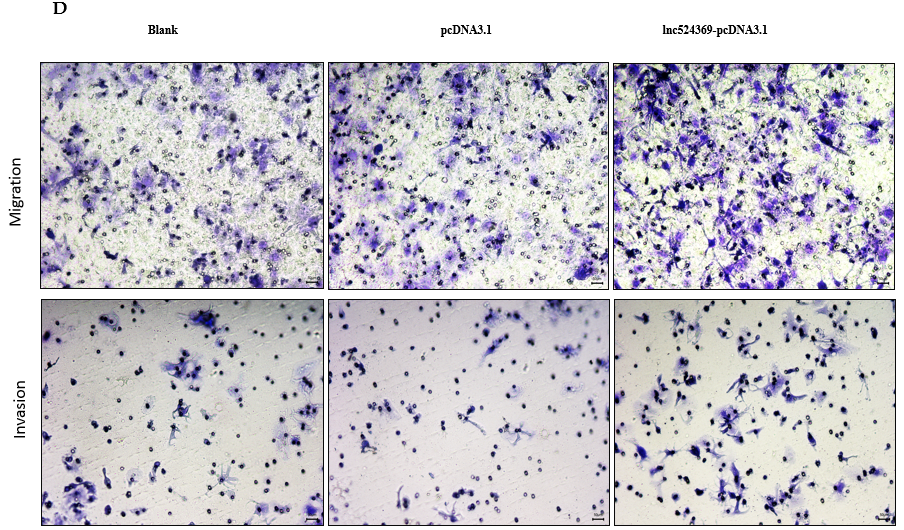 D
Blank pcDNA3.1 lnc524369-pcDNA3.1
Migration
Invasion